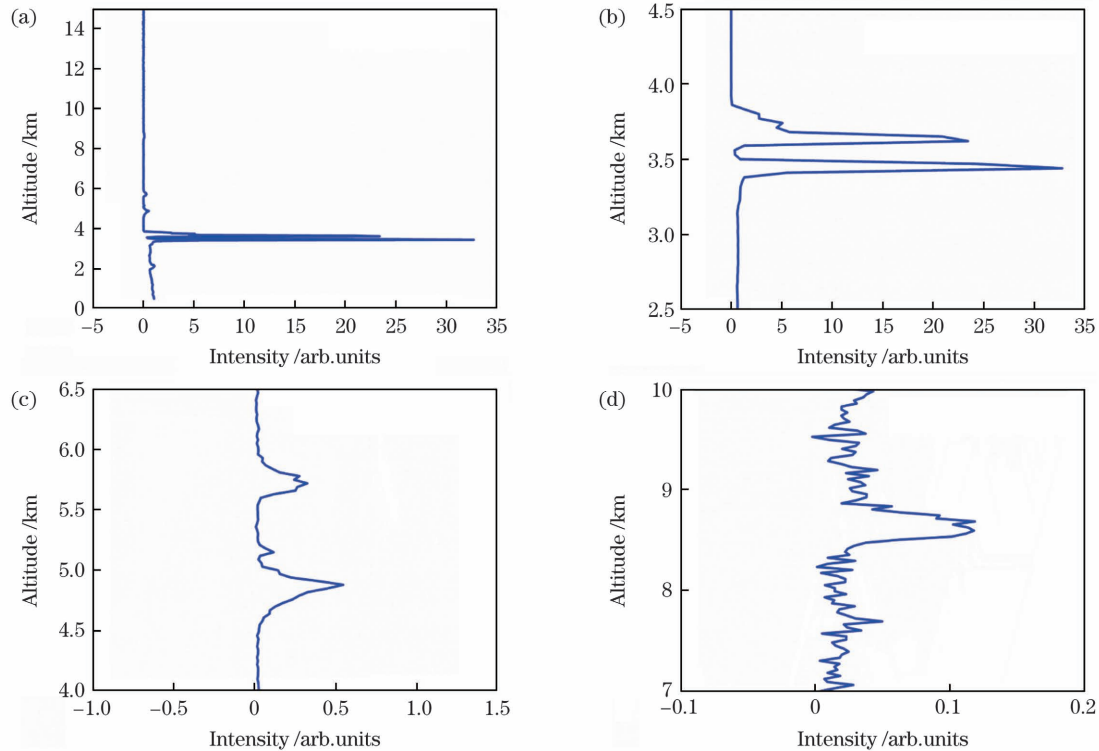 (a)
14
12
10
8
6
4
2
0
−5 0 5 10 15 20 25 30 35
Altitude /km
Intensity /arb.units
(b)
4.5
4.0
3.5
3.0
2.5
−5 0 5 10 15 20 25 30 35
Altitude /km
Intensity /arb.units
(c)
6.5
6.0
5.5
5.0
4.5
4.0
−1.0 −0.5 0 0.5 1.0 1.5
Altitude /km
Intensity /arb.units
(d)
10
9
8
7
−0.1 0 0.1 0.2
Altitude /km
Intensity /arb.units